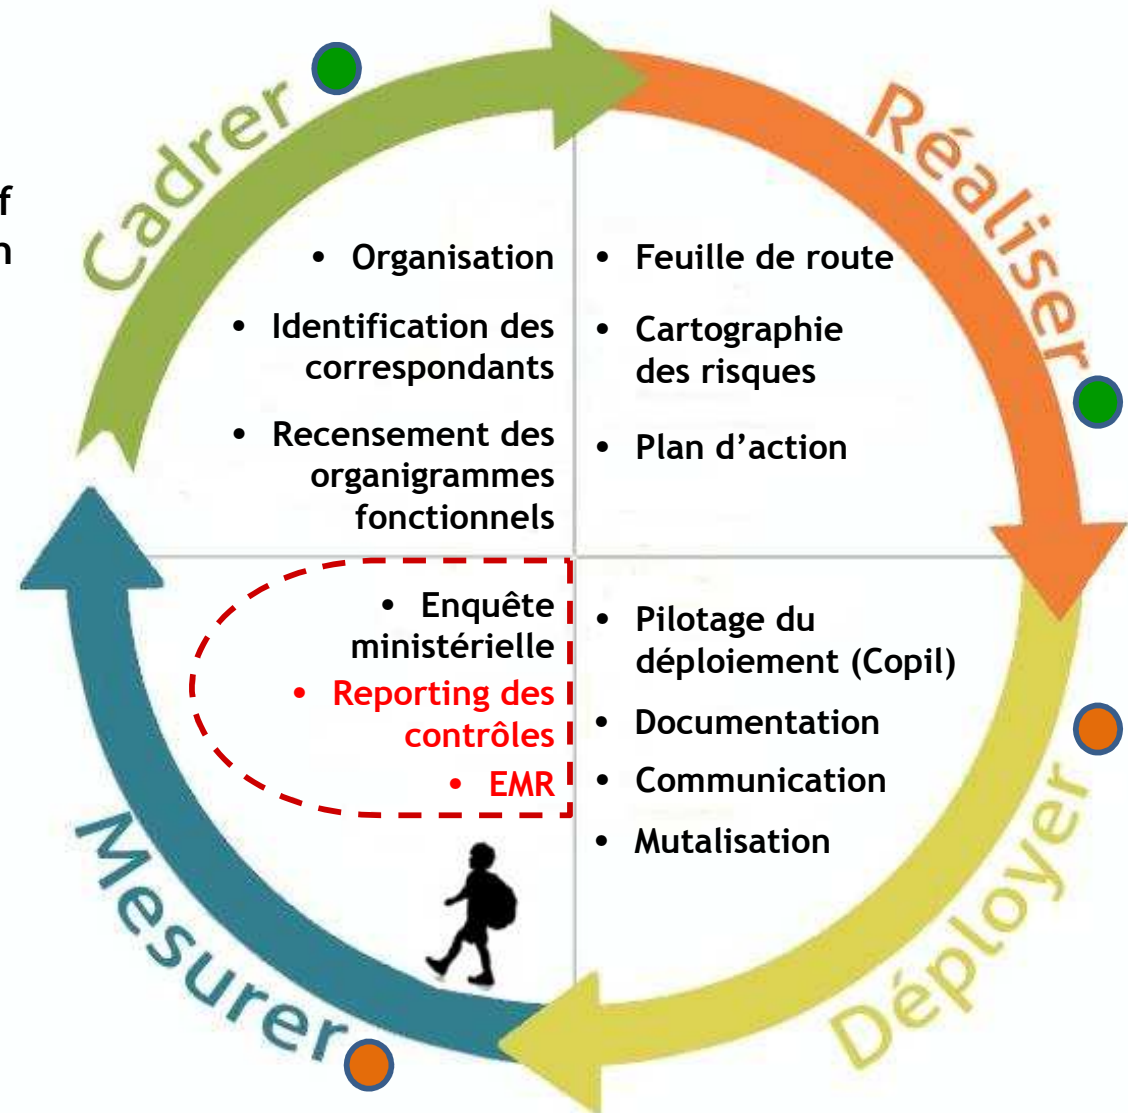 Cadrer
f
n
• Organisation
• Identification des
correspondants
• Recensement des
organigrammes
fonctionnels
Réaliser
• Feuille de route
• Cartographie
des risques
• Plan d’action
Déployer
• Pilotage du
déploiement (Copil)
• Documentation
• Communication
• Mutalisation
Mesurer
• Enquête
ministérielle
• Reporting des
contrôles
• EMR